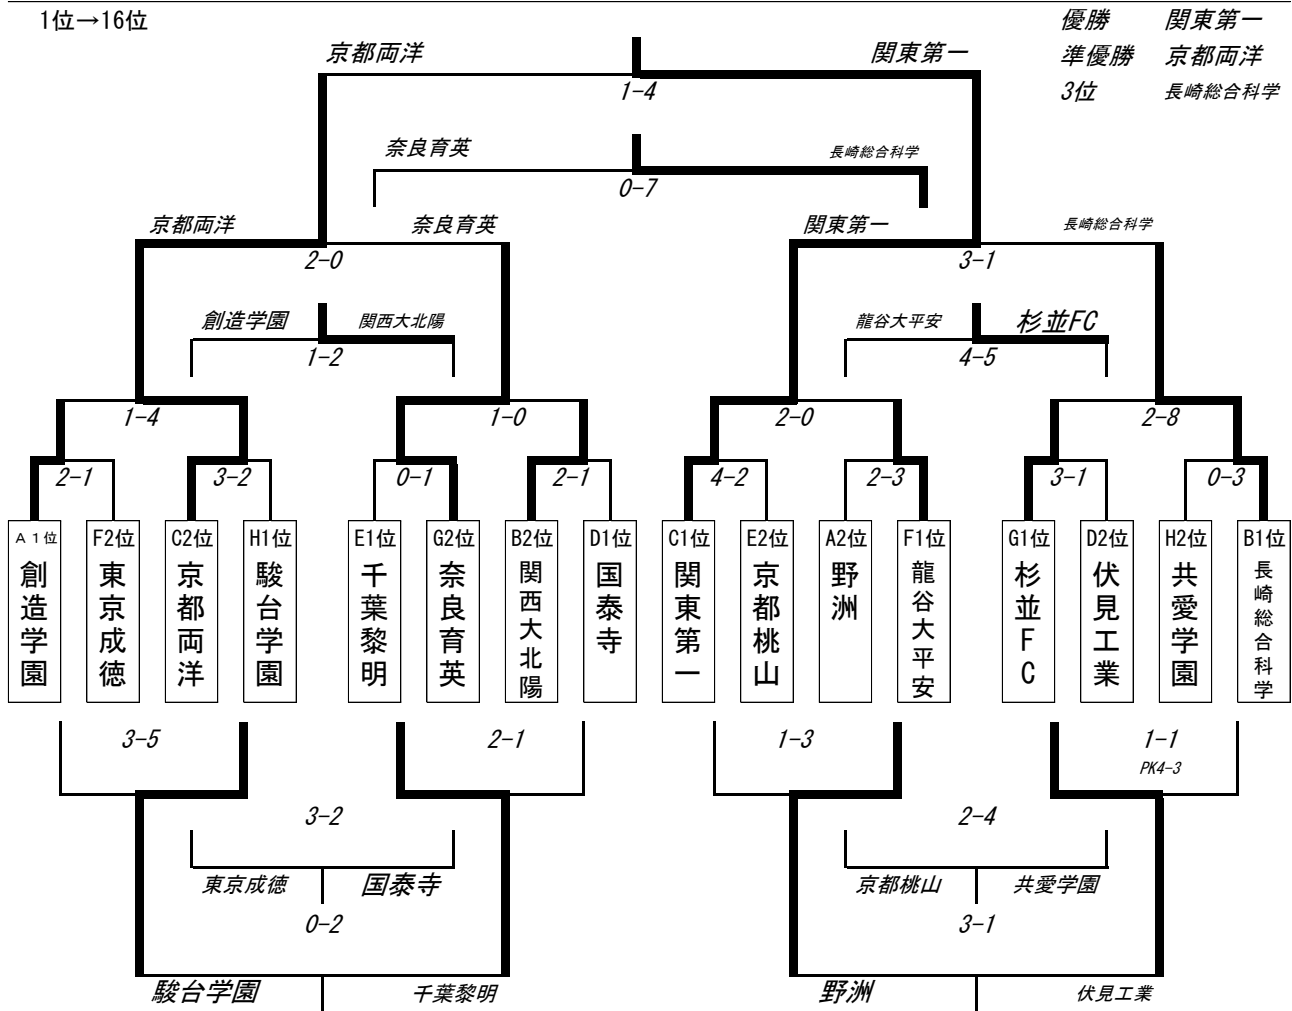 1位→16位
優勝 関東第一
準優勝 京都両洋
3位 長崎総合科学
京都両洋 関東第一
1-4
奈良育英 長崎総合科学
0-7
京都両洋 奈良育英 関東第一 長崎総合科学
2-0 3-1
創造学園 関西大北陽 龍谷大平安 杉並FC
1-2 4-5
1-4 1-0 2-0 2-8
2-1 3-2 0-1 2-1 4-2 2-3 3-1 0-3
A1位 F2位 C2位 H1位 E1位 G2位 B2位 D1位 C1位 E2位 A2位 F1位 G1位 D2位 H2位 B1位
創造学園
東京成徳
京都両洋
駿台学園
千葉黎明
奈良育英
関西大北陽
国泰寺
関東第一
京都桃山
野洲
龍谷大平安
杉並FC
伏見工業
共愛学園
長崎総合科学
3-5 2-1 1-3 1-1
PK4-3
3-2 2-4
東京成徳 国泰寺 京都桃山 共愛学園
0-2 3-1
駿台学園 千葉黎明 野洲 伏見工業